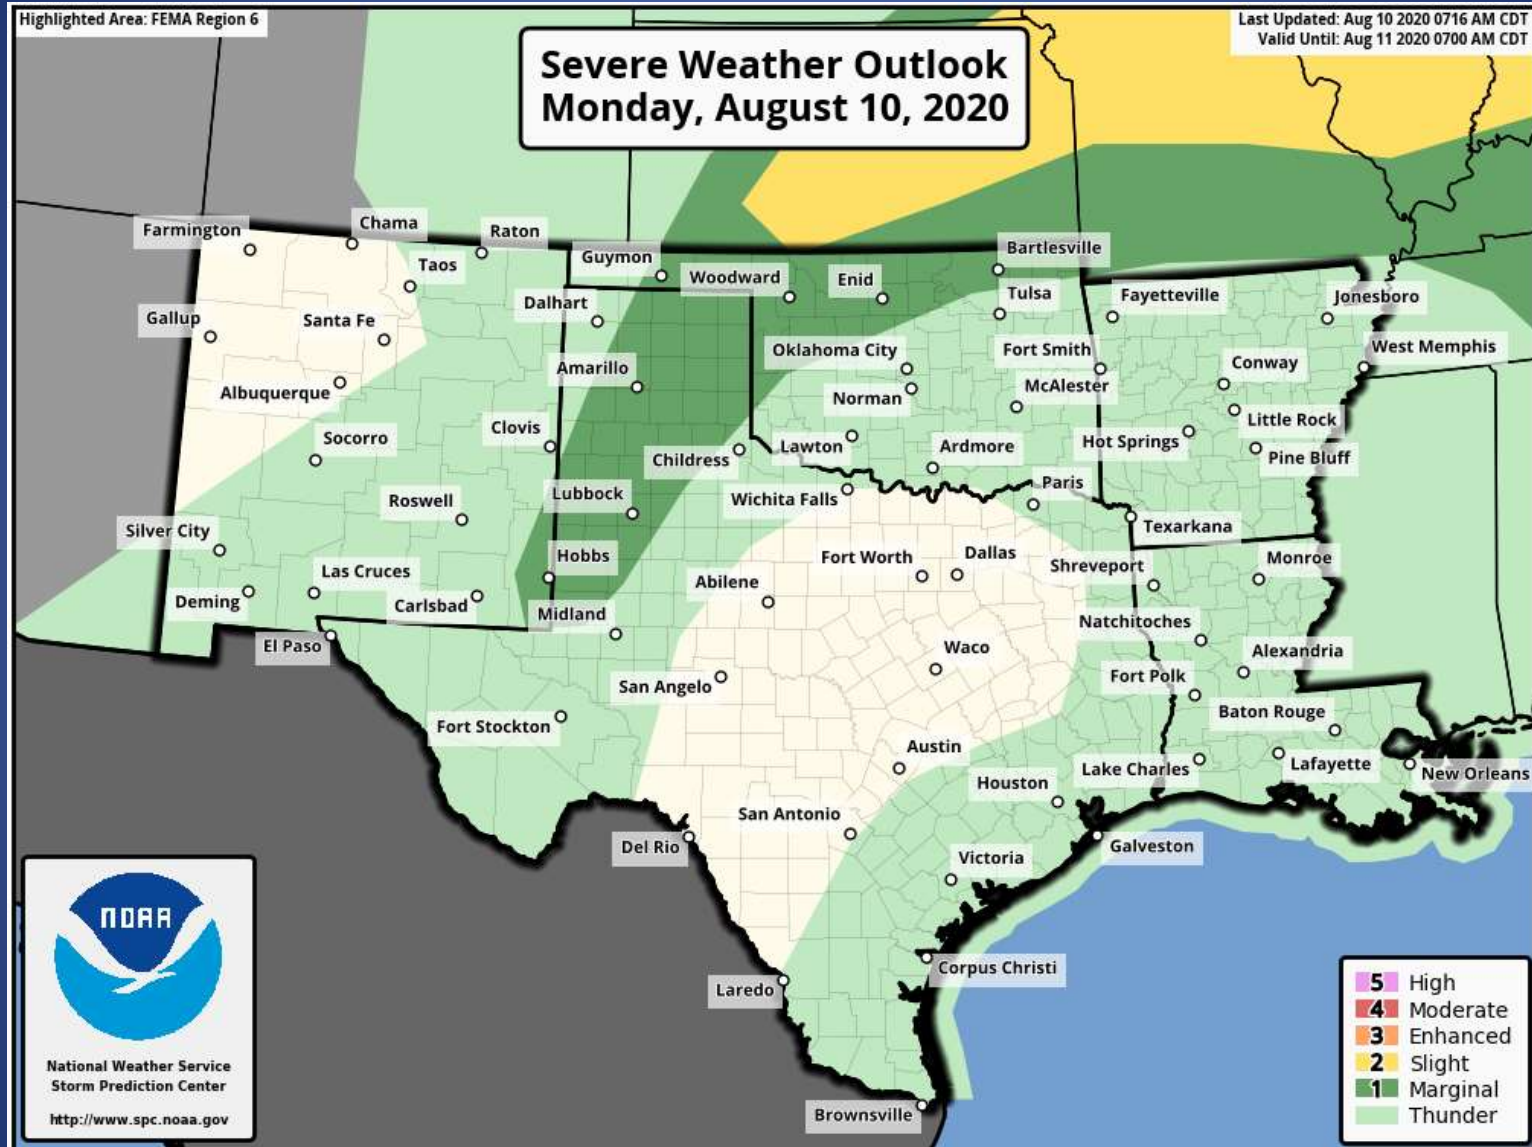 Highlighted Area: FEMA Region 6
Last Updated: Aug 10 2020 0716 AM CDT
Valid Until: Aug 11 2020 0700 AM CDT
Severe Weather Outlook
Monday, August 10, 2020
Farmington
Chama
Raton
Taos
Guymon
Woodward
Enid
Bartlesville
Gallup
Santa Fe
Dalhart
Tulsa
Fayetteville
Jonesboro
Albuquerque
Amarillo
Oklahoma City
Fort Smith
Conway
West Memphis
Norman
McAlester
Socorro
Clovis
Childress
Lawton
Ardmore
Hot Springs
Little Rock
Pine Bluff
Roswell
Lubbock
Wichita Falls
Paris
Silver City
Texarkana
Hobbs
Fort Worth
Dallas
Shreveport
Monroe
Las Cruces
Abilene
Deming
Carlsbad
Midland
Natchitoches
El Paso
Waco
Alexandria
San Angelo
Fort Polk
Fort Stockton
Baton Rouge
Austin
Houston
Lake Charles
Lafayette
New Orleans
San Antonio
Del Rio
Victoria
Galveston
Corpus Christi
Laredo
Brownsville
NOAA
National Weather Service
Storm Prediction Center
http://www.spc.noaa.gov
5 High
4 Moderate
3 Enhanced
2 Slight
1 Marginal
Thunder